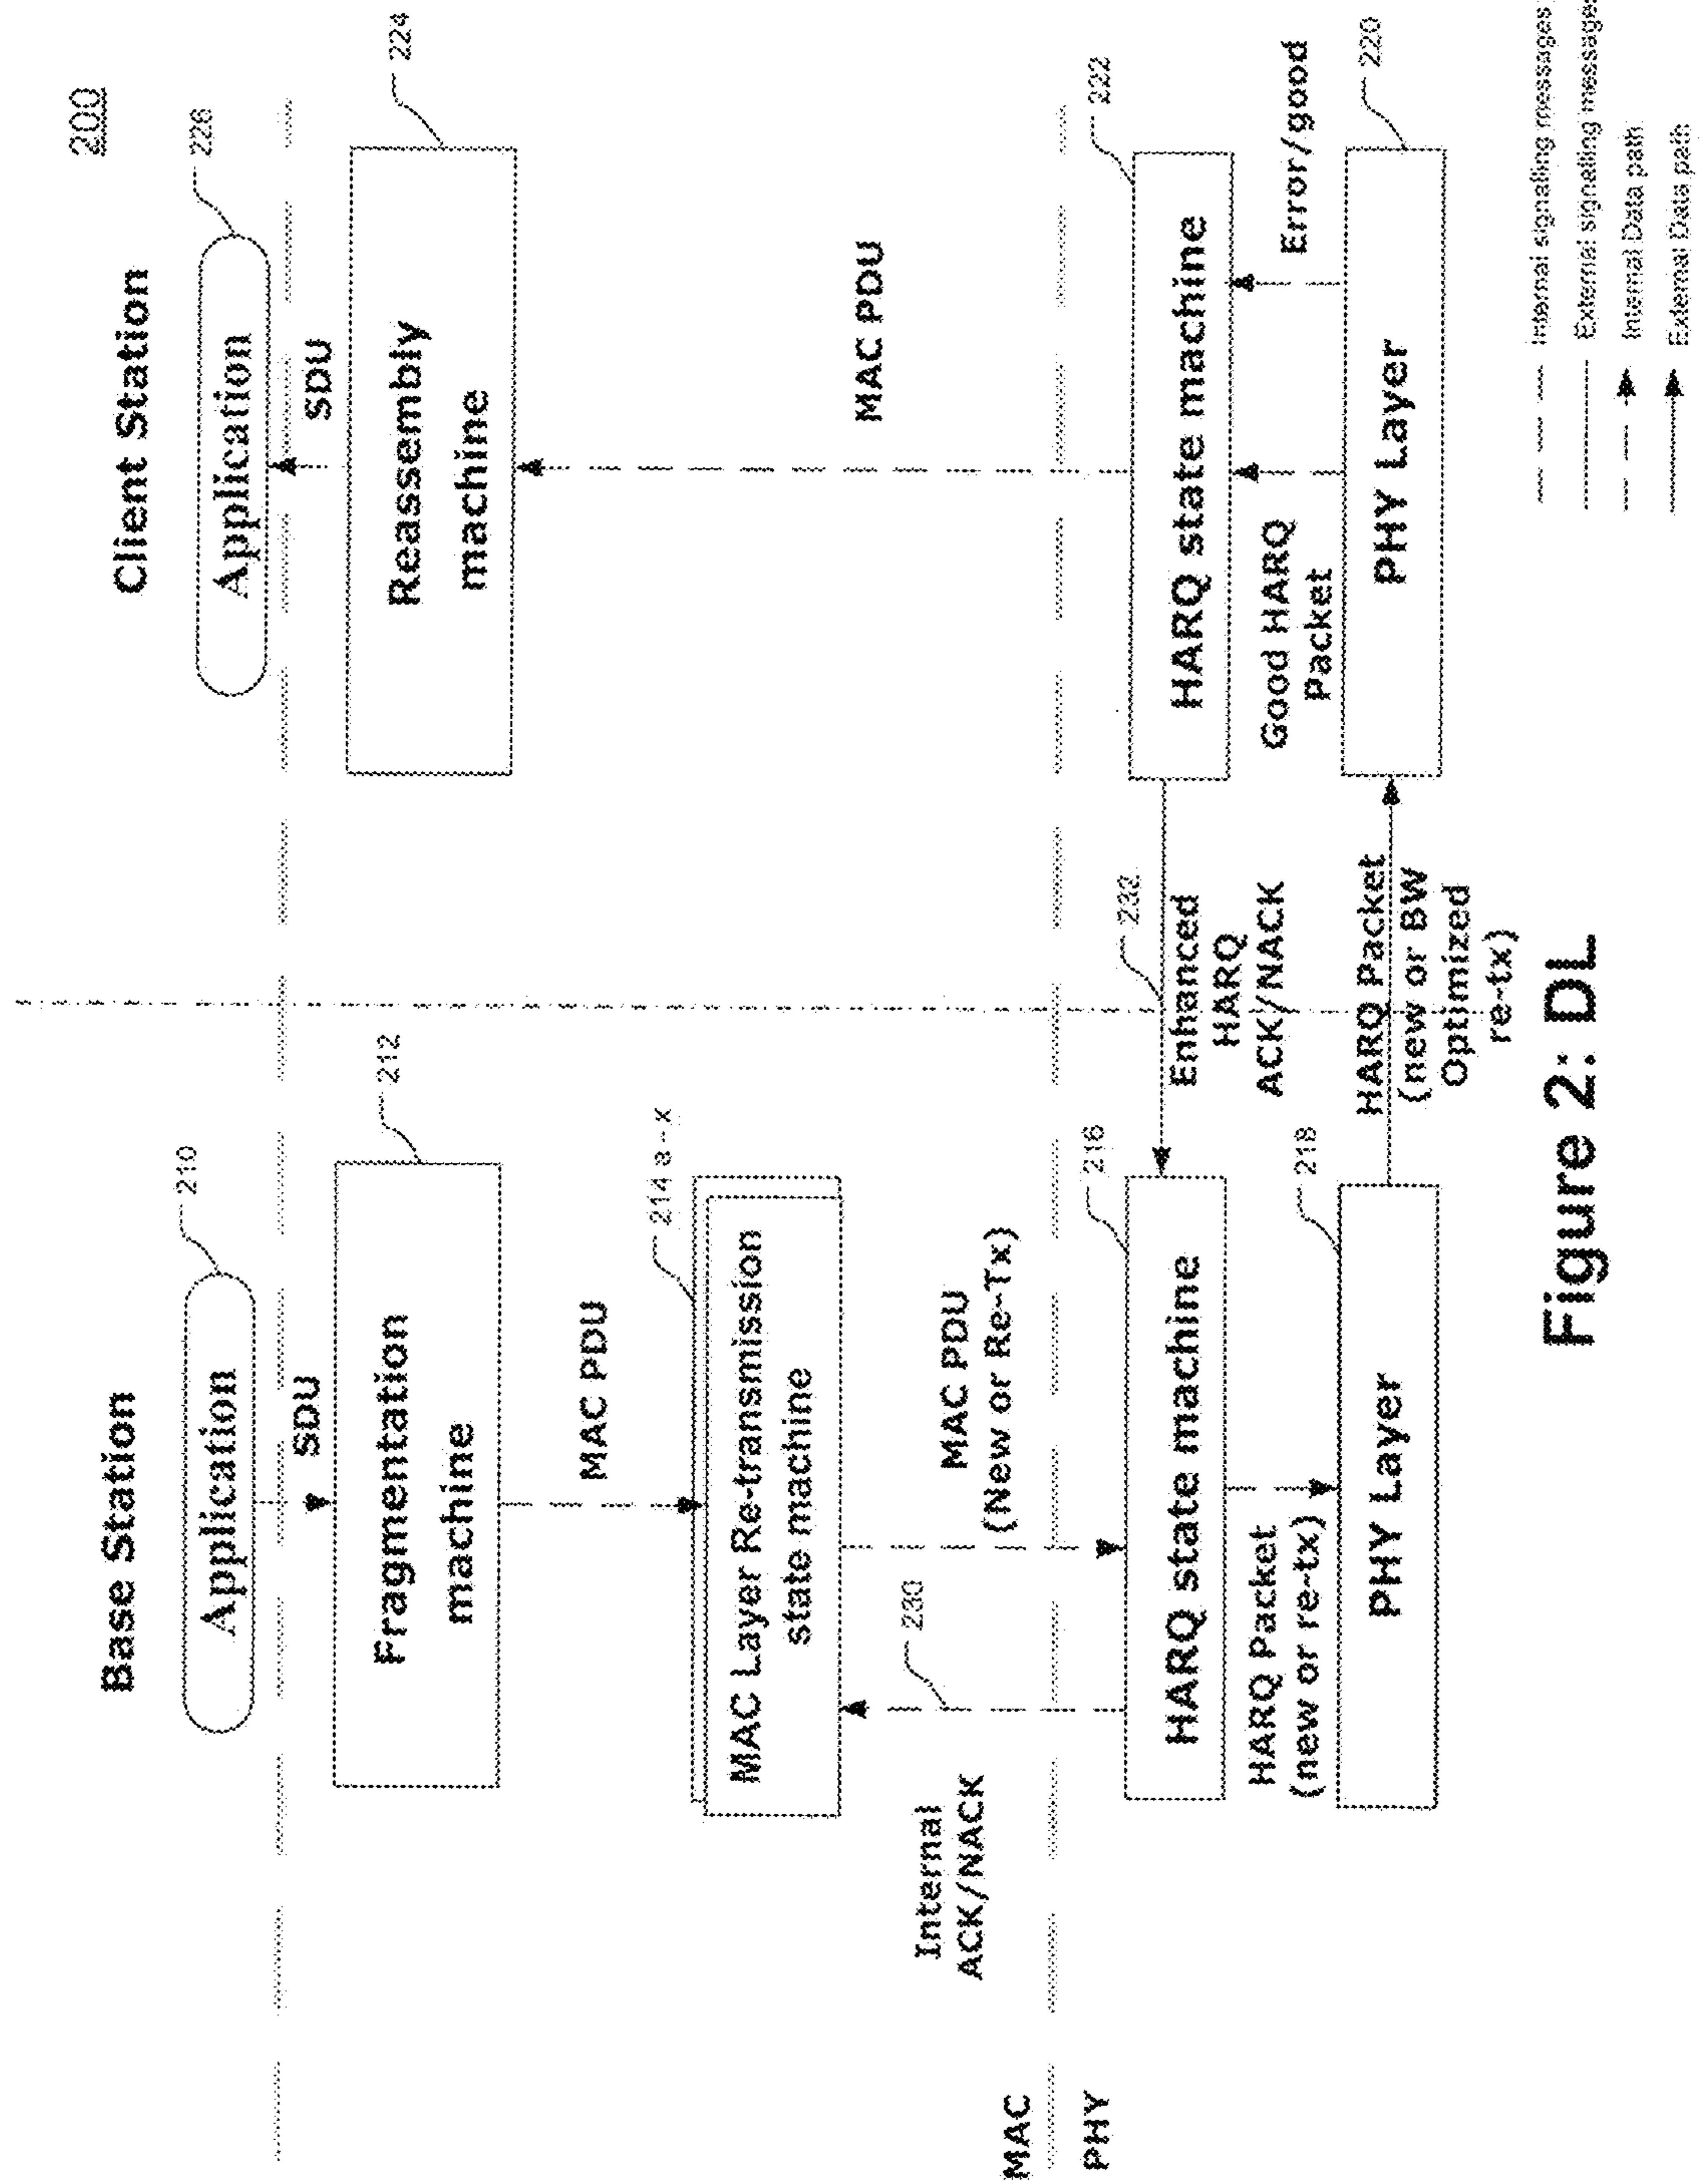 200
Base Station
Client Station
210
Application
226
Application
SDU
SDU
212
Fragmentation
machine
224
Reassembly
machine
MAC PDU
214 a-x
MAC Layer Re-transmission
state machine
MAC PDU
Internal
ACK/NACK
230
MAC PDU
(New or Re-Tx)
MAC
PHY
216
HARQ state machine
232
Enhanced
HARQ
ACK/NACK
222
HARQ state machine
HARQ Packet
(new or re-tx)
218
PHY Layer
Good HARQ
Packet
Error/good
HARQ Packet
(new or BW
Optimized
re-tx)
220
PHY Layer
Internal signalling messages
External signalling messages
Internal Data path
External Data path
Figure 2: DL